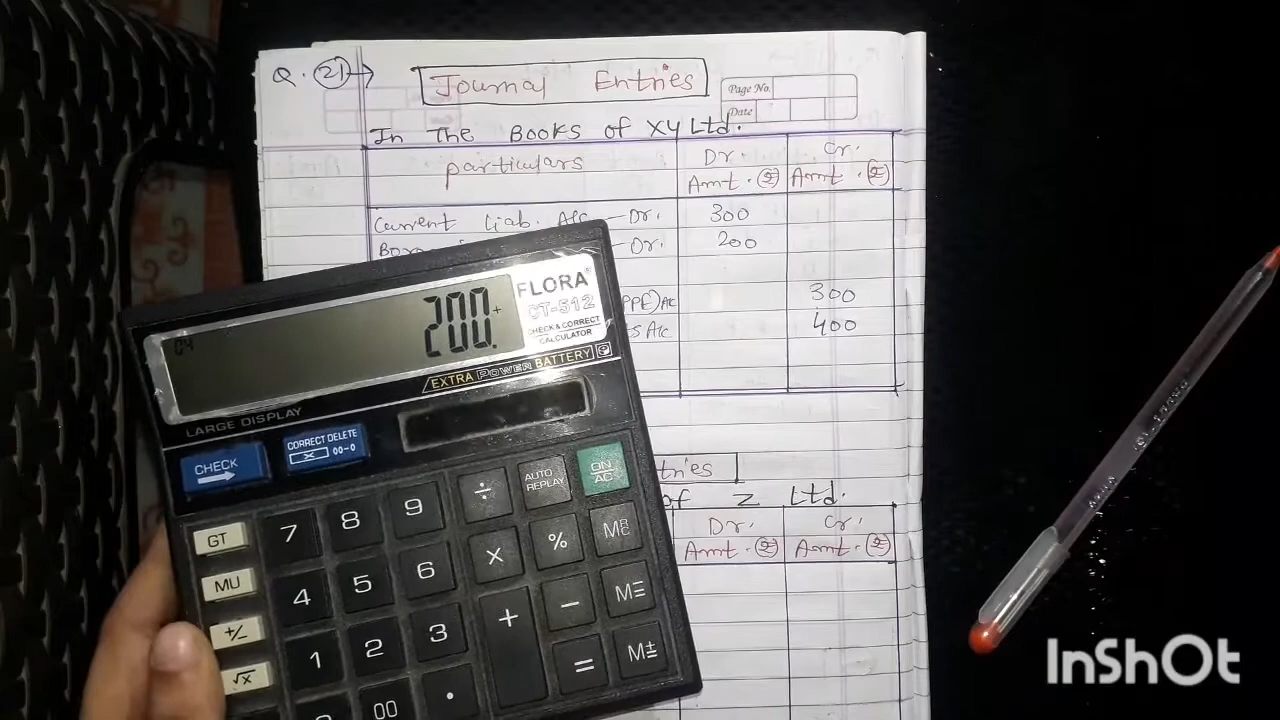 Q. 21→ Journal Entries
Page No.
Date
In The Books of XY Ltd.
particulars Dr. Cr.
Amt. (₹) Amt. (₹)
Current Liab. A/c — Dr. 300
— Dr. 200
PPE) A/c 300
A/c 400
ntries
of Z Ltd.
Dr. Cr.
Amt. (₹) Amt. (₹)
FLORA
CT-512
CHECK & CORRECT
CALCULATOR
200.+
EXTRA POWER BATTERY
LARGE DISPLAY
CHECK
CORRECT DELETE
X 00-0
AUTO REPLAY
ON/AC
GT 7 8 9 ÷
MU 4 5 6 × % MRC
+/- 1 2 3 + − M=
√x 00 . = M±
InShOt